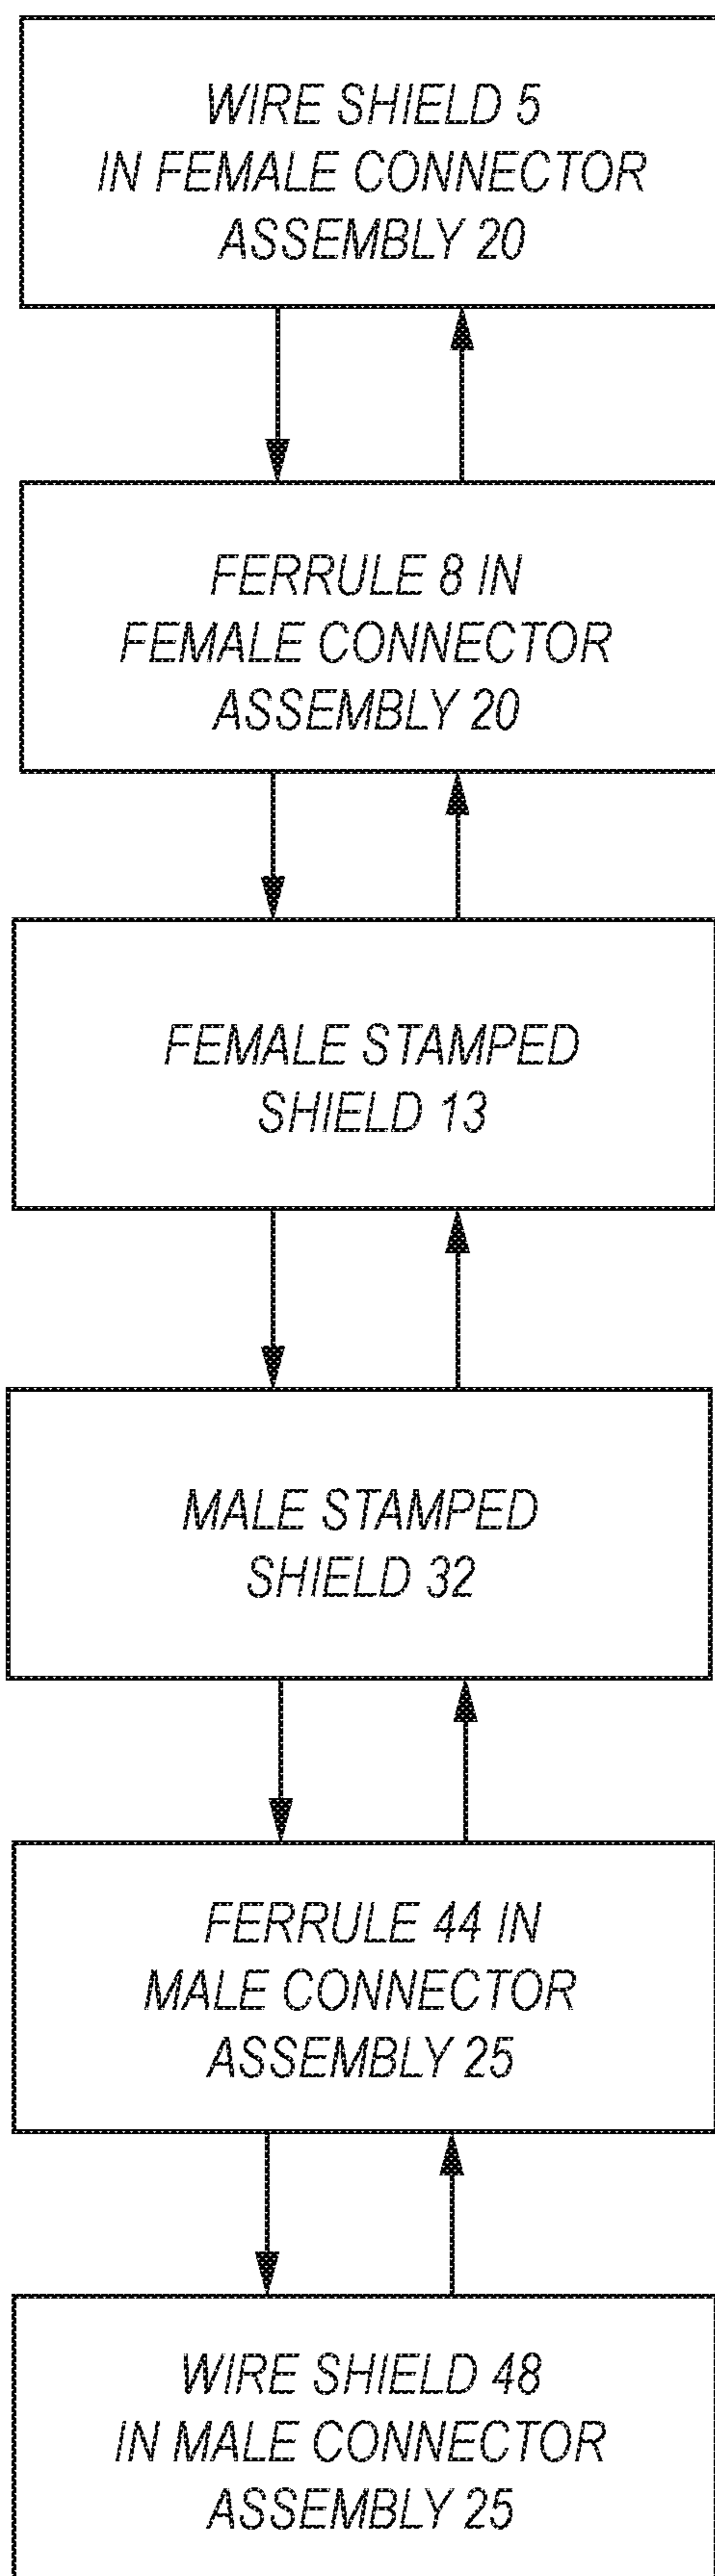 WIRE SHIELD 5
IN FEMALE CONNECTOR
ASSEMBLY 20
FERRULE 8 IN
FEMALE CONNECTOR
ASSEMBLY 20
FEMALE STAMPED
SHIELD 13
MALE STAMPED
SHIELD 32
FERRULE 44 IN
MALE CONNECTOR
ASSEMBLY 25
WIRE SHIELD 48
IN MALE CONNECTOR
ASSEMBLY 25